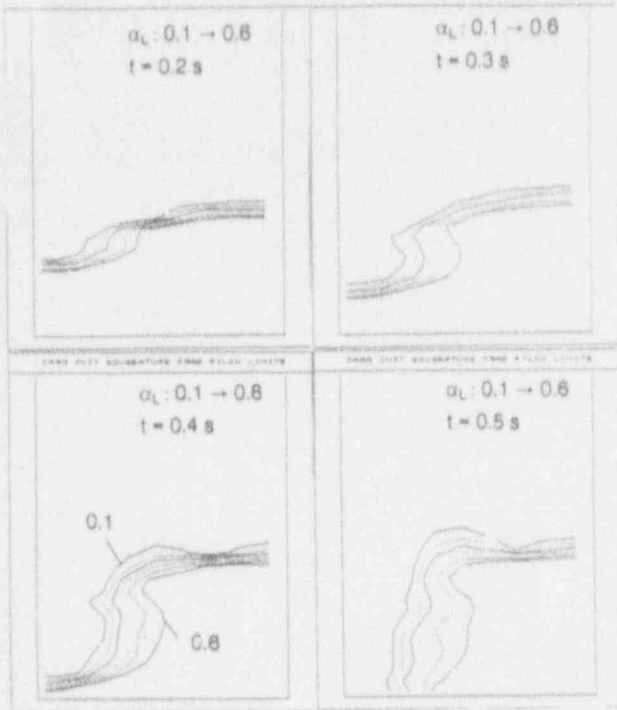 α_L : 0.1 → 0.6
t = 0.2 s
α_L : 0.1 → 0.6
t = 0.3 s
α_L : 0.1 → 0.6
t = 0.4 s
0.1
0.6
α_L : 0.1 → 0.6
t = 0.5 s